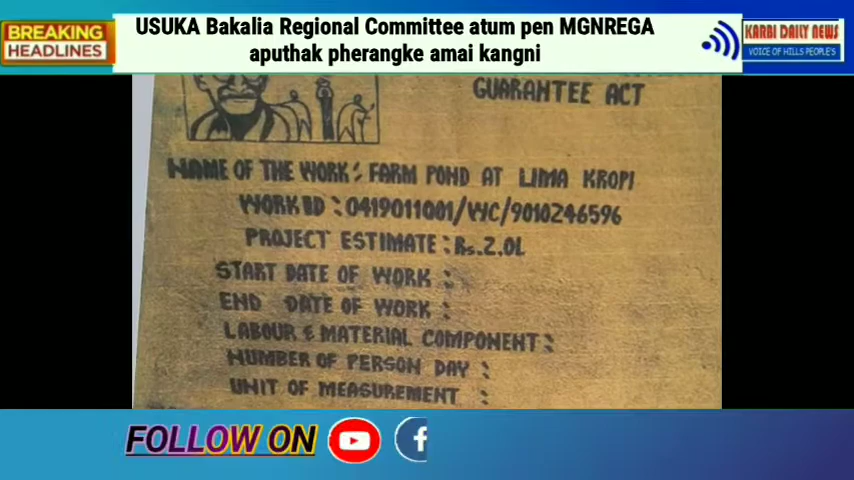 BREAKING
HEADLINES
USUKA Bakalia Regional Committee atum pen MGNREGA
aputhak pherangke amai kangni
KARBI DAILY NEWS
VOICE OF HILLS PEOPLE'S
GUARANTEE ACT
NAME OF THE WORK : FARM POND AT LIMA KROPI
WORK ID : 0419011001/WC/9010246596
PROJECT ESTIMATE : Rs. 2.0L
START DATE OF WORK :
END DATE OF WORK :
LABOUR & MATERIAL COMPONENT :
NUMBER OF PERSON DAY :
UNIT OF MEASUREMENT :
FOLLOW ON